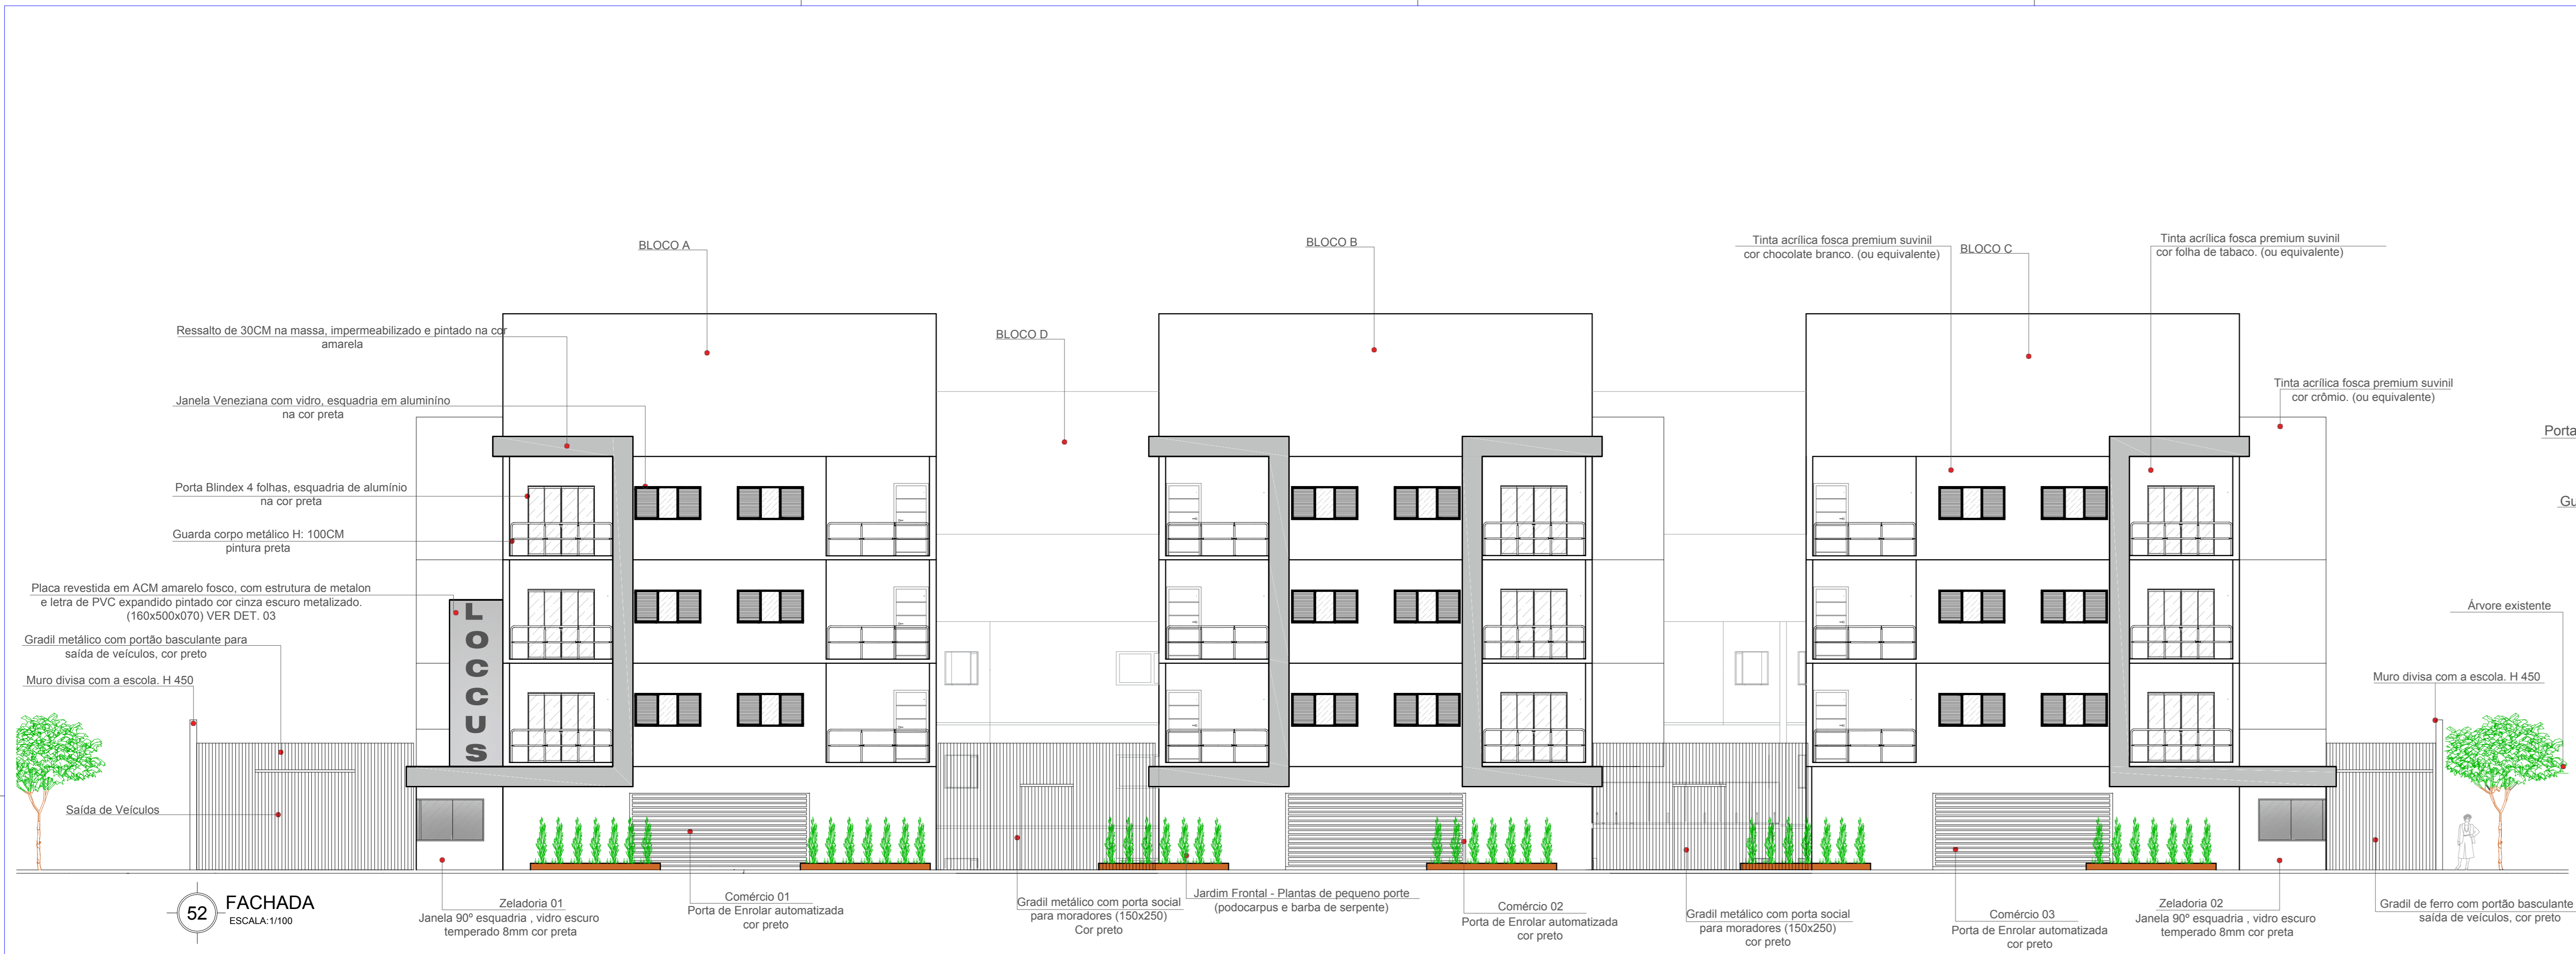 BLOCO A
BLOCO B
Tinta acrílica fosca premium suvinil
cor chocolate branco. (ou equivalente)
BLOCO C
Tinta acrílica fosca premium suvinil
cor folha de tabaco. (ou equivalente)
Ressalto de 30CM na massa, impermeabilizado e pintado na cor
amarela
BLOCO D
Janela Veneziana com vidro, esquadria em aluminíno
na cor preta
Tinta acrílica fosca premium suvinil
cor crômio. (ou equivalente)
Porta
Porta Blindex 4 folhas, esquadria de alumínio
na cor preta
Gu
Guarda corpo metálico H: 100CM
pintura preta
Placa revestida em ACM amarelo fosco, com estrutura de metalon
e letra de PVC expandido pintado cor cinza escuro metalizado.
(160x500x070) VER DET. 03
LOCCUS
Árvore existente
Gradil metálico com portão basculante para
saída de veículos, cor preto
Muro divisa com a escola. H 450
Muro divisa com a escola. H 450
Saída de Veículos
52
FACHADA
ESCALA:1/100
Zeladoria 01
Janela 90º esquadria , vidro escuro
temperado 8mm cor preta
Comércio 01
Porta de Enrolar automatizada
cor preto
Gradil metálico com porta social
para moradores (150x250)
Cor preto
Jardim Frontal - Plantas de pequeno porte
(podocarpus e barba de serpente)
Comércio 02
Porta de Enrolar automatizada
cor preto
Gradil metálico com porta social
para moradores (150x250)
cor preto
Comércio 03
Porta de Enrolar automatizada
cor preto
Zeladoria 02
Janela 90º esquadria , vidro escuro
temperado 8mm cor preta
Gradil de ferro com portão basculante
saída de veículos, cor preto